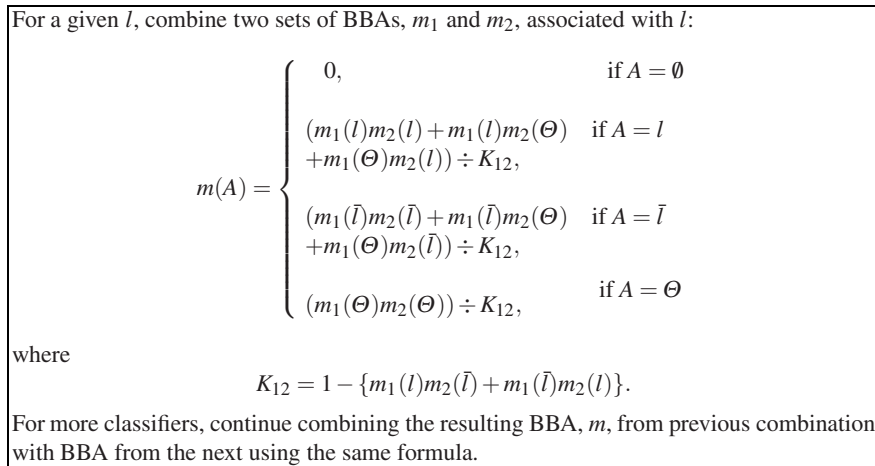 For a given l, combine two sets of BBAs, m₁ and m₂, associated with l:
0, if A = ∅
(m₁(l)m₂(l) + m₁(l)m₂(Θ) if A = l
+m₁(Θ)m₂(l)) ÷ K₁₂,
m(A) =
(m₁(l̄)m₂(l̄) + m₁(l̄)m₂(Θ) if A = l̄
+m₁(Θ)m₂(l̄)) ÷ K₁₂,
if A = Θ
(m₁(Θ)m₂(Θ)) ÷ K₁₂,
where
K₁₂ = 1 − {m₁(l)m₂(l̄) + m₁(l̄)m₂(l)}.
For more classifiers, continue combining the resulting BBA, m, from previous combination
with BBA from the next using the same formula.